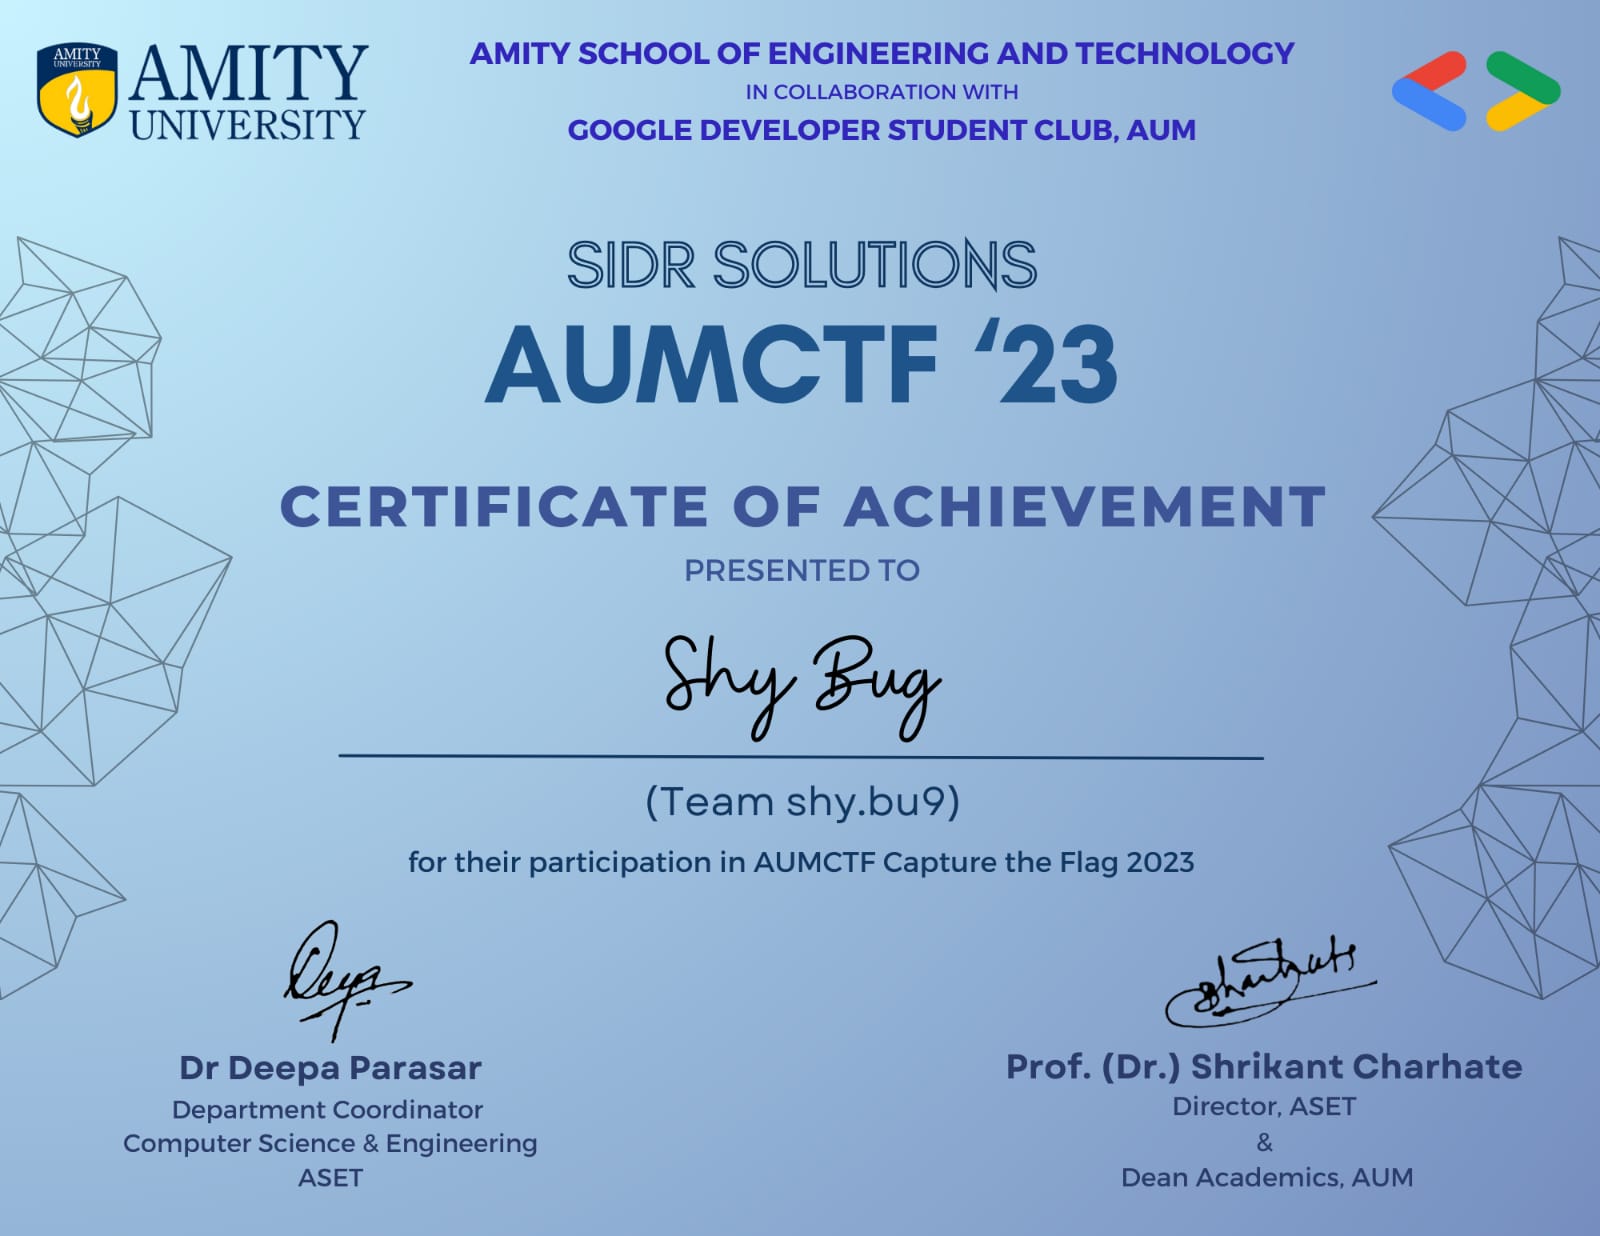 AMITY
UNIVERSITY
AMITY
UNIVERSITY
AMITY SCHOOL OF ENGINEERING AND TECHNOLOGY
IN COLLABORATION WITH
GOOGLE DEVELOPER STUDENT CLUB, AUM
SIDR SOLUTIONS
AUMCTF ‘23
CERTIFICATE OF ACHIEVEMENT
PRESENTED TO
Shy Bug
(Team shy.bu9)
for their participation in AUMCTF Capture the Flag 2023
Deepa
Dr Deepa Parasar
Department Coordinator
Computer Science & Engineering
ASET
Prof. (Dr.) Shrikant Charhate
Director, ASET
&
Dean Academics, AUM